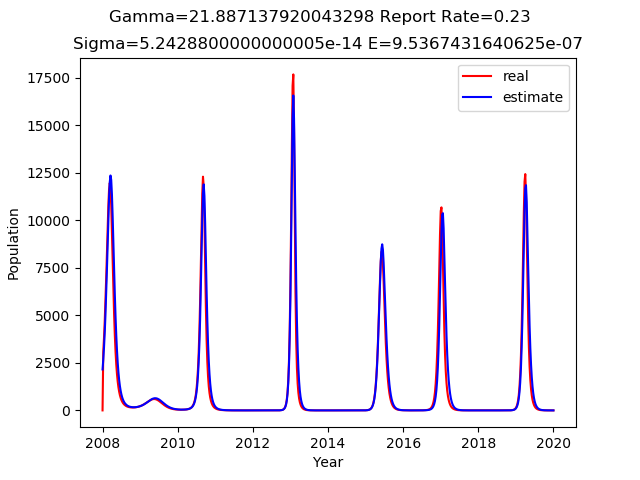 Gamma=21.887137920043298 Report Rate=0.23
Sigma=5.2428800000000005e-14 E=9.5367431640625e-07
17500
15000
12500
10000
7500
5000
2500
0
Population
real
estimate
2008 2010 2012 2014 2016 2018 2020
Year